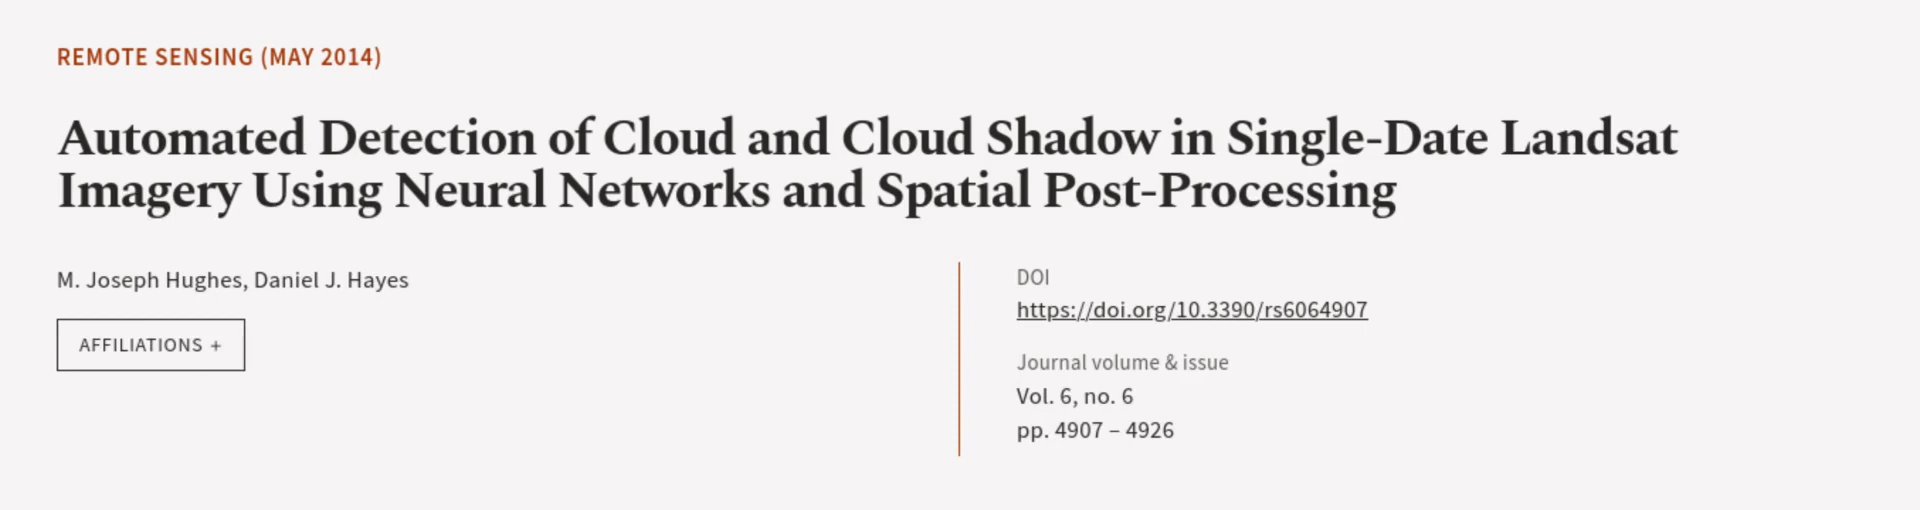 REMOTE SENSING (MAY 2014)
Automated Detection of Cloud and Cloud Shadow in Single-Date Landsat
Imagery Using Neural Networks and Spatial Post-Processing
M. Joseph Hughes, Daniel J. Hayes
AFFILIATIONS +
DOI
https://doi.org/10.3390/rs6064907
Journal volume & issue
Vol. 6, no. 6
pp. 4907 – 4926